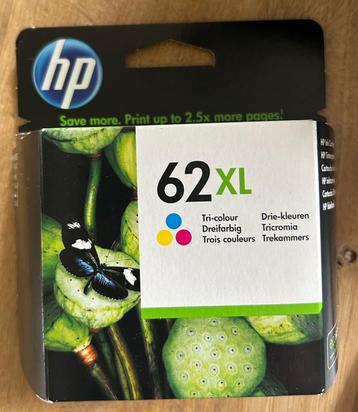 hp
Save more. Print up to 2.5x more pages!
62XL
Tri-colour Drie-kleuren
Dreifarbig Tricromia
Trois couleurs Trekammers